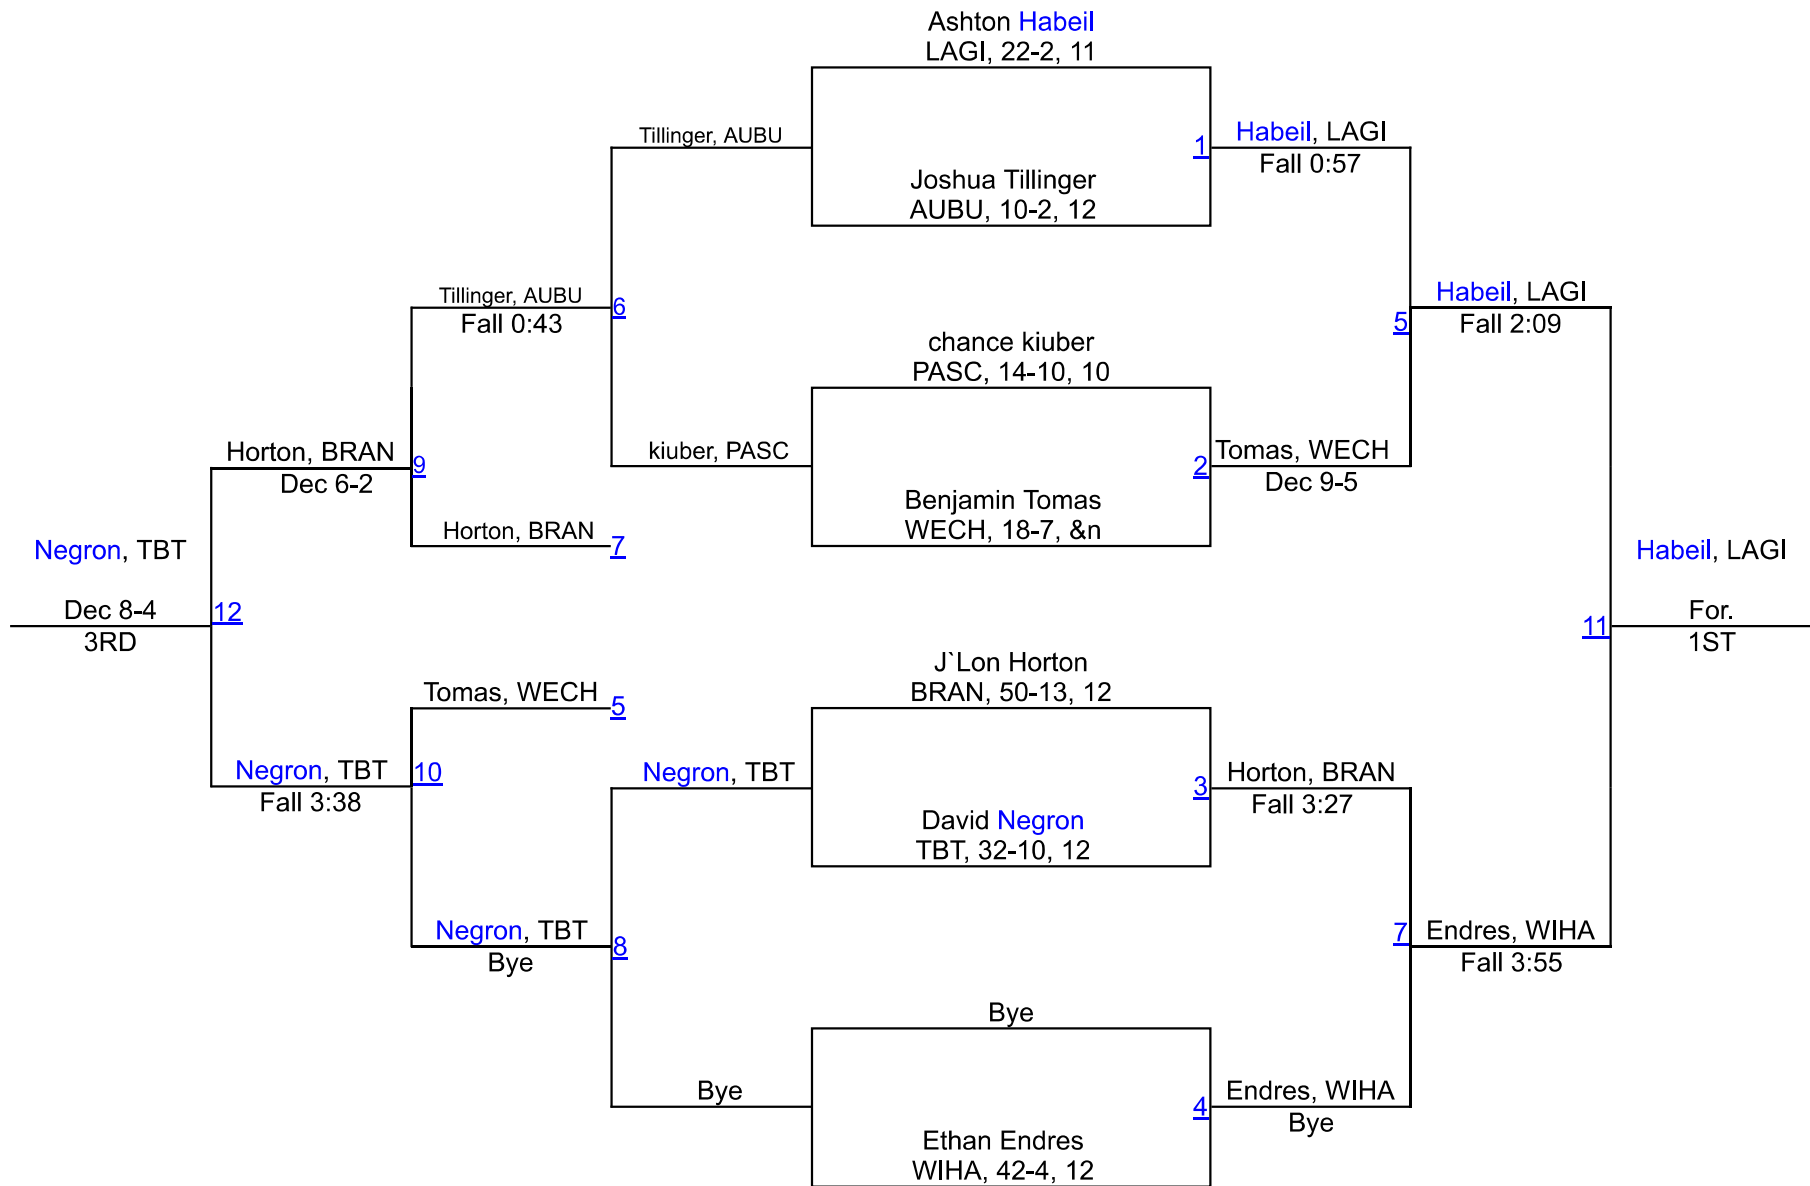 Ashton Habeil
LAGI, 22-2, 11
Tillinger, AUBU
1
Habeil, LAGI
Fall 0:57
Joshua Tillinger
AUBU, 10-2, 12
Tillinger, AUBU
Fall 0:43
6
Habeil, LAGI
Fall 2:09
5
chance kiuber
PASC, 14-10, 10
Horton, BRAN
Dec 6-2
9
kiuber, PASC
2
Tomas, WECH
Dec 9-5
Benjamin Tomas
WECH, 18-7, &n
Horton, BRAN
7
Negron, TBT
Dec 8-4
3RD
12
Habeil, LAGI
For.
1ST
11
J`Lon Horton
BRAN, 50-13, 12
Tomas, WECH
5
Negron, TBT
Fall 3:38
10
Negron, TBT
3
Horton, BRAN
Fall 3:27
David Negron
TBT, 32-10, 12
Negron, TBT
Bye
8
7
Endres, WIHA
Fall 3:55
Bye
Bye
4
Endres, WIHA
Bye
Ethan Endres
WIHA, 42-4, 12